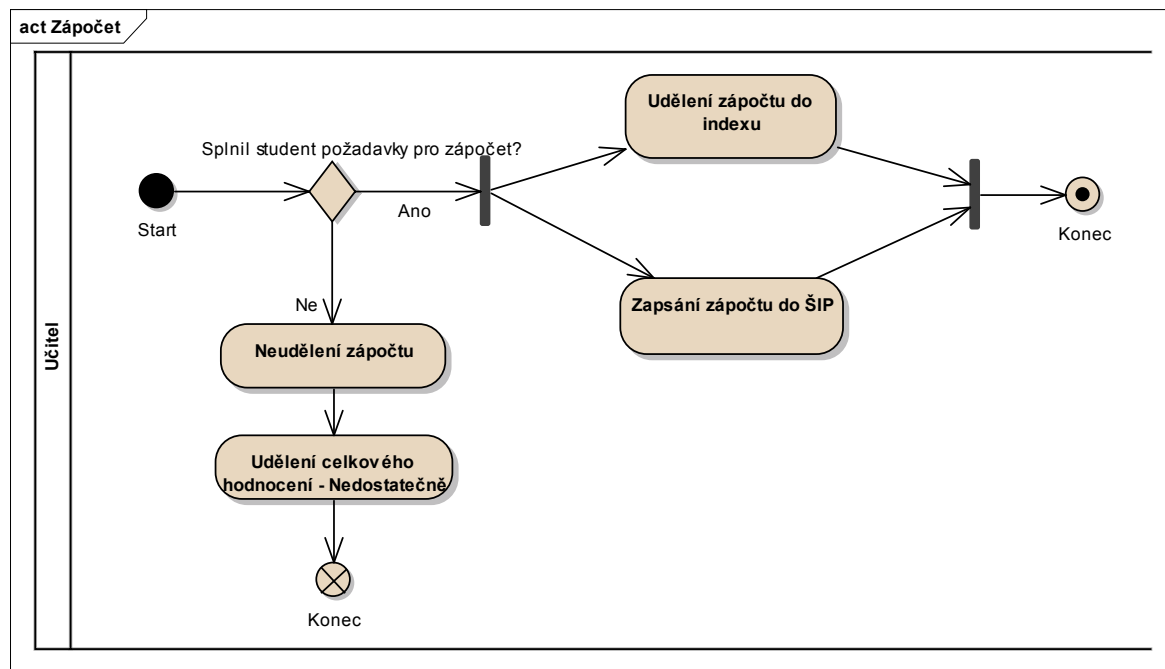 act Zápočet
Učitel
Splnil student požadavky pro zápočet?
Start
Ano
Ne
Udělení zápočtu do
indexu
Zapsání zápočtu do ŠIP
Konec
Neudělení zápočtu
Udělení celkového
hodnocení - Nedostatečně
Konec